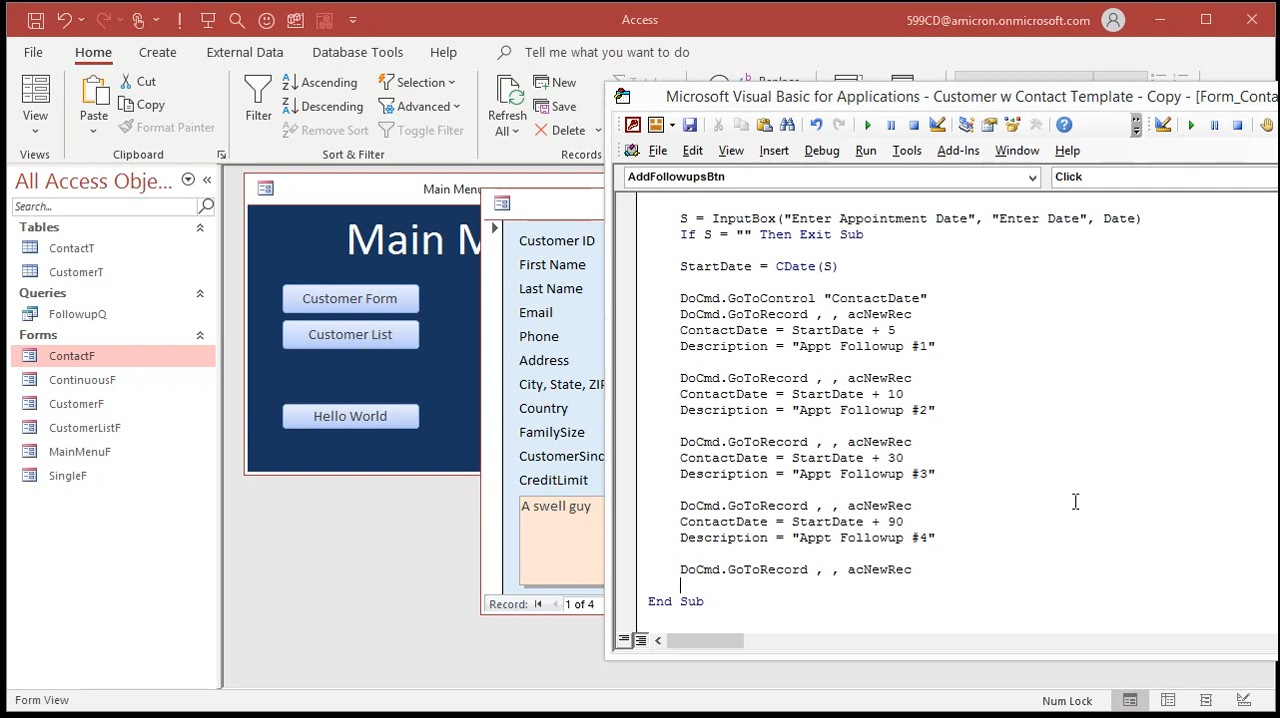 Access
599CD@amicron.onmicrosoft.com
File Home Create External Data Database Tools Help Tell me what you want to do
View
Views
Paste
Cut
Copy
Format Painter
Clipboard
Filter
Ascending
Descending
Remove Sort
Selection
Advanced
Toggle Filter
Sort & Filter
Refresh
All
New
Save
Delete
Records
All Access Obje...
Search...
Tables
ContactT
CustomerT
Queries
FollowupQ
Forms
ContactF
ContinuousF
CustomerF
CustomerListF
MainMenuF
SingleF
Main Menu
Main M
Customer Form
Customer List
Hello World
Customer ID
First Name
Last Name
Email
Phone
Address
City, State, ZIP
Country
FamilySize
CustomerSinc
CreditLimit
A swell guy
Record: 1 of 4
Microsoft Visual Basic for Applications - Customer w Contact Template - Copy - [Form_Conta
File Edit View Insert Format Debug Run Tools Add-Ins Window Help
AddFollowupsBtn
Click
S = InputBox("Enter Appointment Date", "Enter Date", Date)
If S = "" Then Exit Sub
StartDate = CDate(S)
DoCmd.GoToControl "ContactDate"
DoCmd.GoToRecord , , acNewRec
ContactDate = StartDate + 5
Description = "Appt Followup #1"
DoCmd.GoToRecord , , acNewRec
ContactDate = StartDate + 10
Description = "Appt Followup #2"
DoCmd.GoToRecord , , acNewRec
ContactDate = StartDate + 30
Description = "Appt Followup #3"
DoCmd.GoToRecord , , acNewRec
ContactDate = StartDate + 90
Description = "Appt Followup #4"
DoCmd.GoToRecord , , acNewRec
End Sub
Form View
Num Lock